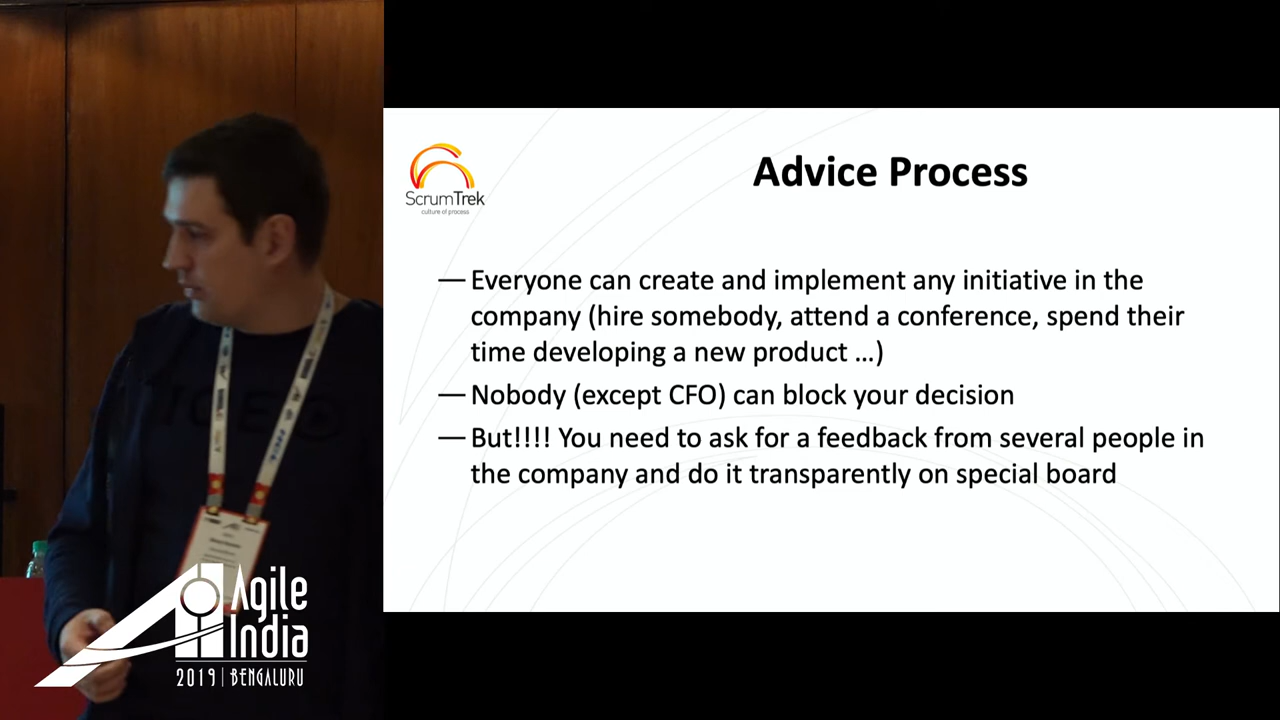 Advice Process
ScrumTrek
culture of process
— Everyone can create and implement any initiative in the
company (hire somebody, attend a conference, spend their
time developing a new product ...)
— Nobody (except CFO) can block your decision
— But!!!! You need to ask for a feedback from several people in
the company and do it transparently on special board
Agile
India
2019 | BENGALURU